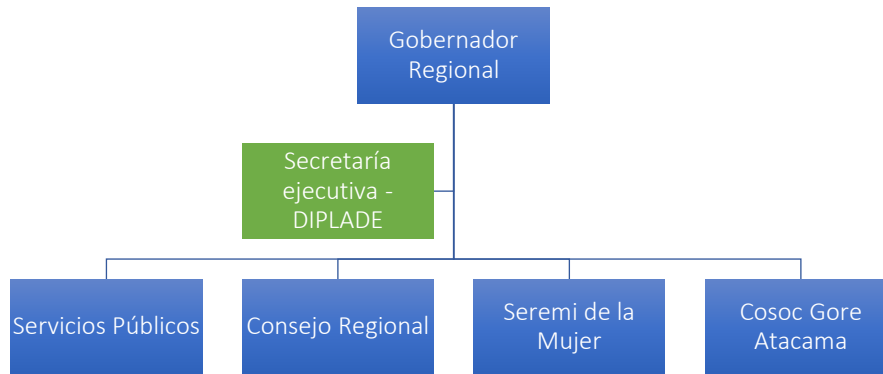 Gobernador
Regional
Secretaría
ejecutiva -
DIPLADE
Servicios Públicos
Consejo Regional
Seremi de la
Mujer
Cosoc Gore
Atacama